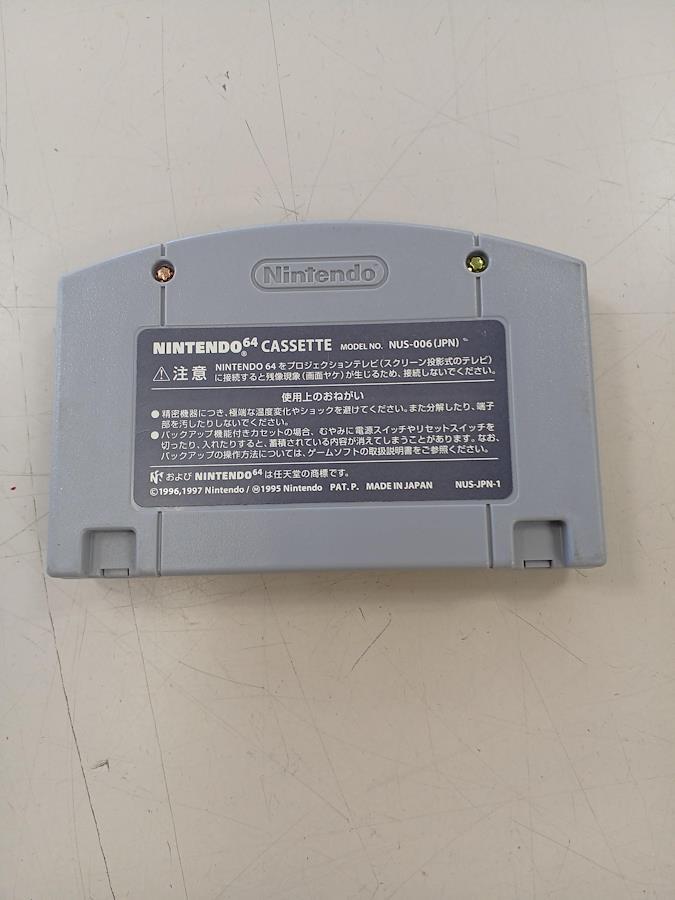 Nintendo
NINTENDO64® CASSETTE MODEL NO. NUS-006(JPN)
⚠注意 NINTENDO 64 をプロジェクションテレビ(スクリーン投影式のテレビ)
に接続すると残像現象(画面ヤケ)が生じるため、接続しないでください。
使用上のおねがい
●精密機器につき、極端な温度変化やショックを避けてください。また分解したり、端子
部を汚したりしないでください。
●バックアップ機能付きカセットの場合、むやみに電源スイッチやリセットスイッチを
切ったり、入れたりすると、蓄積されている内容が消えてしまうことがあります。なお、
バックアップの操作方法については、ゲームソフトの取扱説明書をご参照ください。
および NINTENDO64は任天堂の商標です。
©1996,1997 Nintendo / Ⓜ1995 Nintendo PAT. P. MADE IN JAPAN NUS-JPN-1